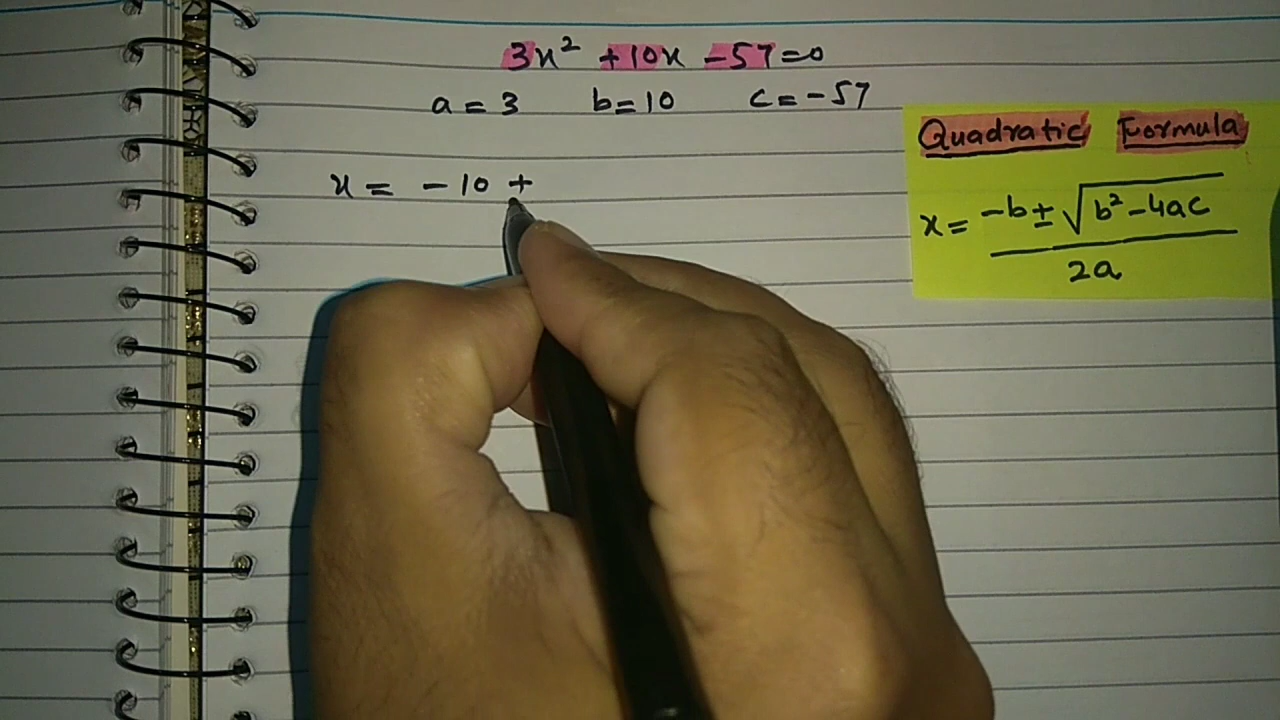 3x² +10x -57=0
a = 3 b=10 c= -57
x = -10 +
Quadratic Formula
x= -b±√b²-4ac
2a